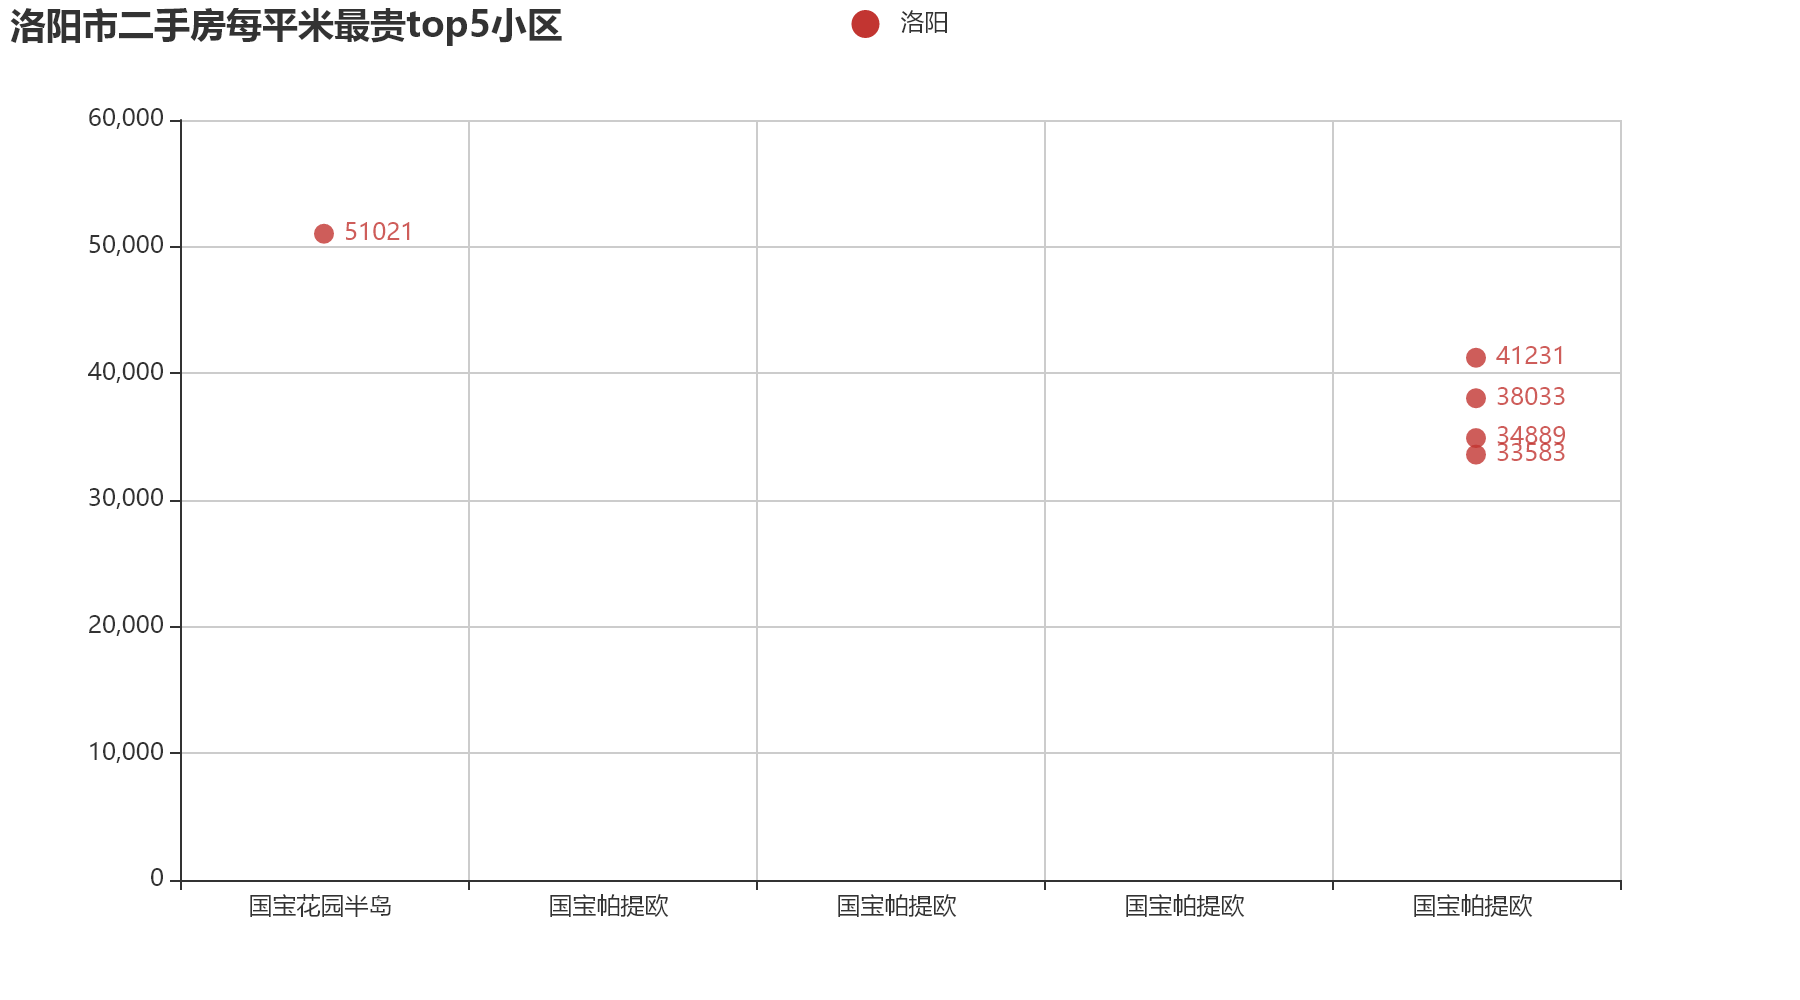 洛阳市二手房每平米最贵top5小区
洛阳
60,000
50,000
40,000
30,000
20,000
10,000
0
51021
41231
38033
34889
33583
国宝花园半岛
国宝帕提欧
国宝帕提欧
国宝帕提欧
国宝帕提欧